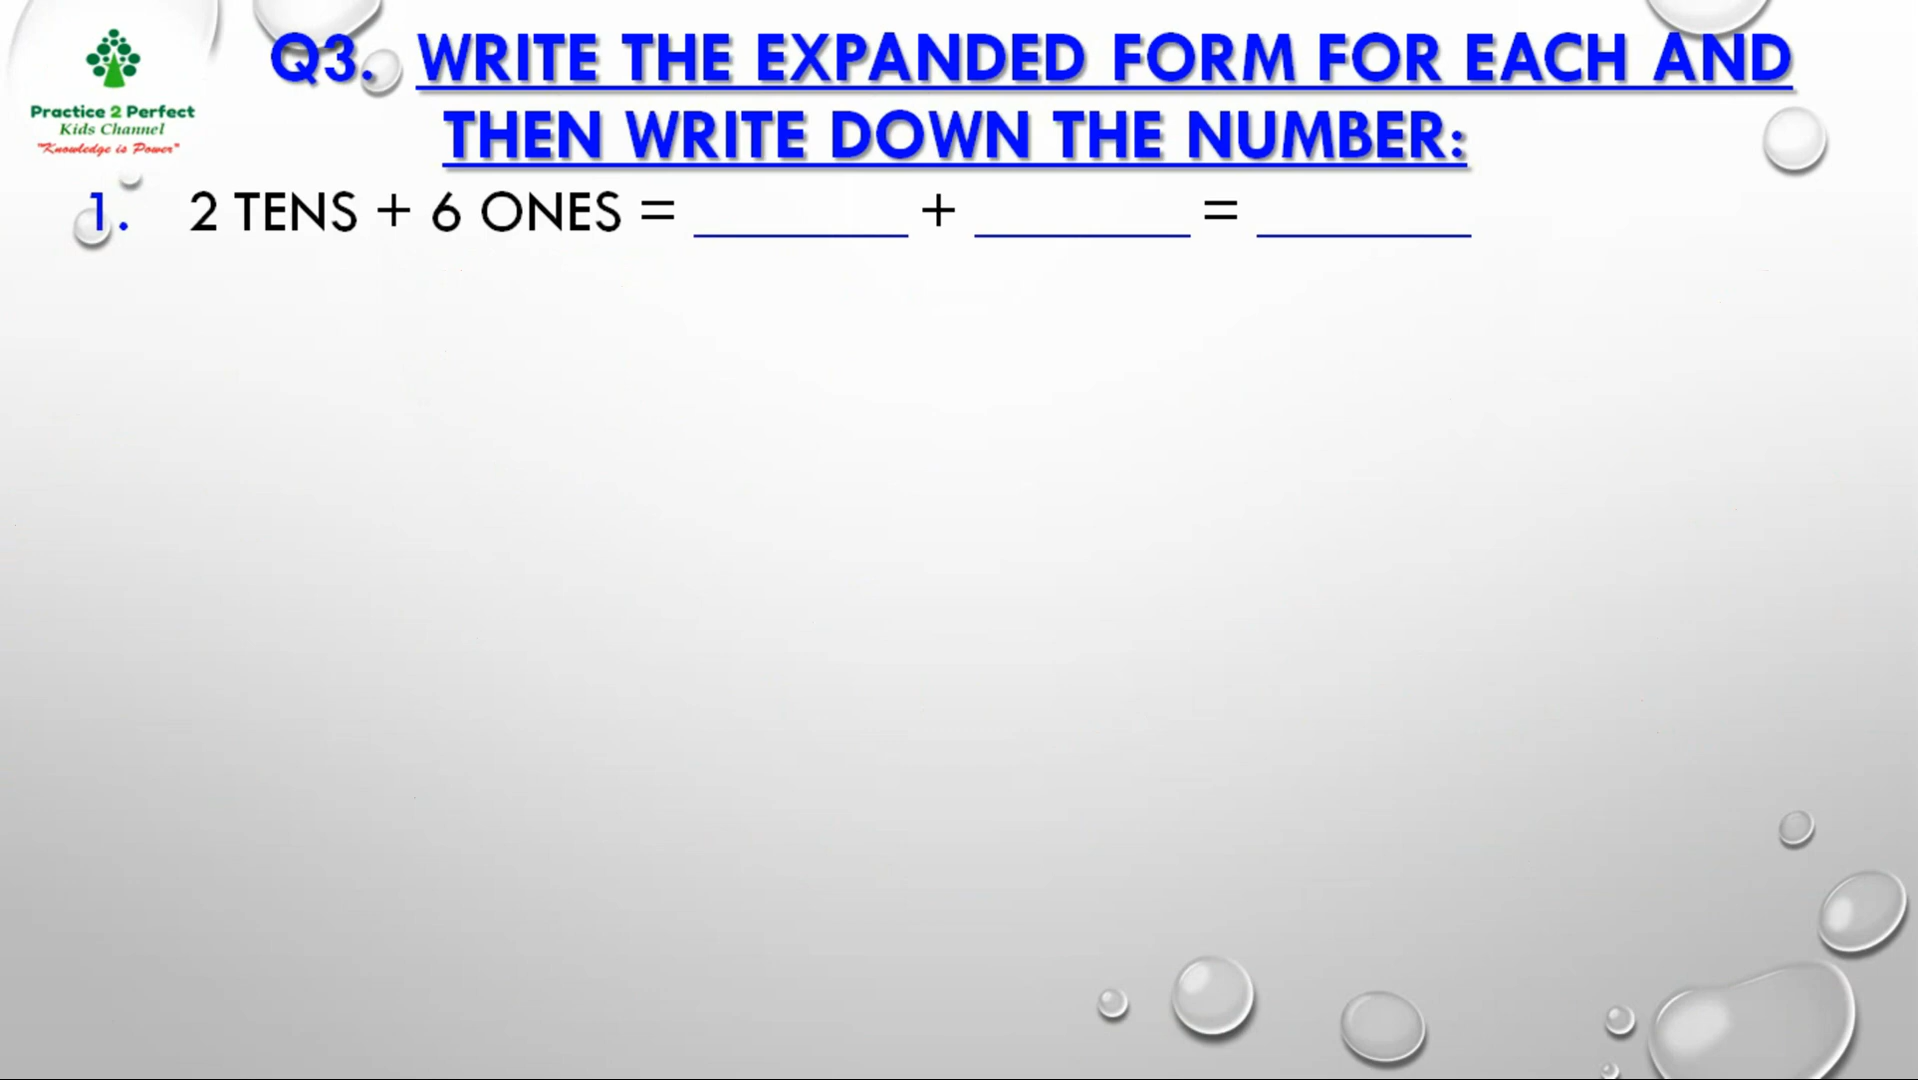 Practice 2 Perfect
Kids Channel
"Knowledge is Power"
Q3. WRITE THE EXPANDED FORM FOR EACH AND
THEN WRITE DOWN THE NUMBER:
1. 2 TENS + 6 ONES = ________ + ________ = ________